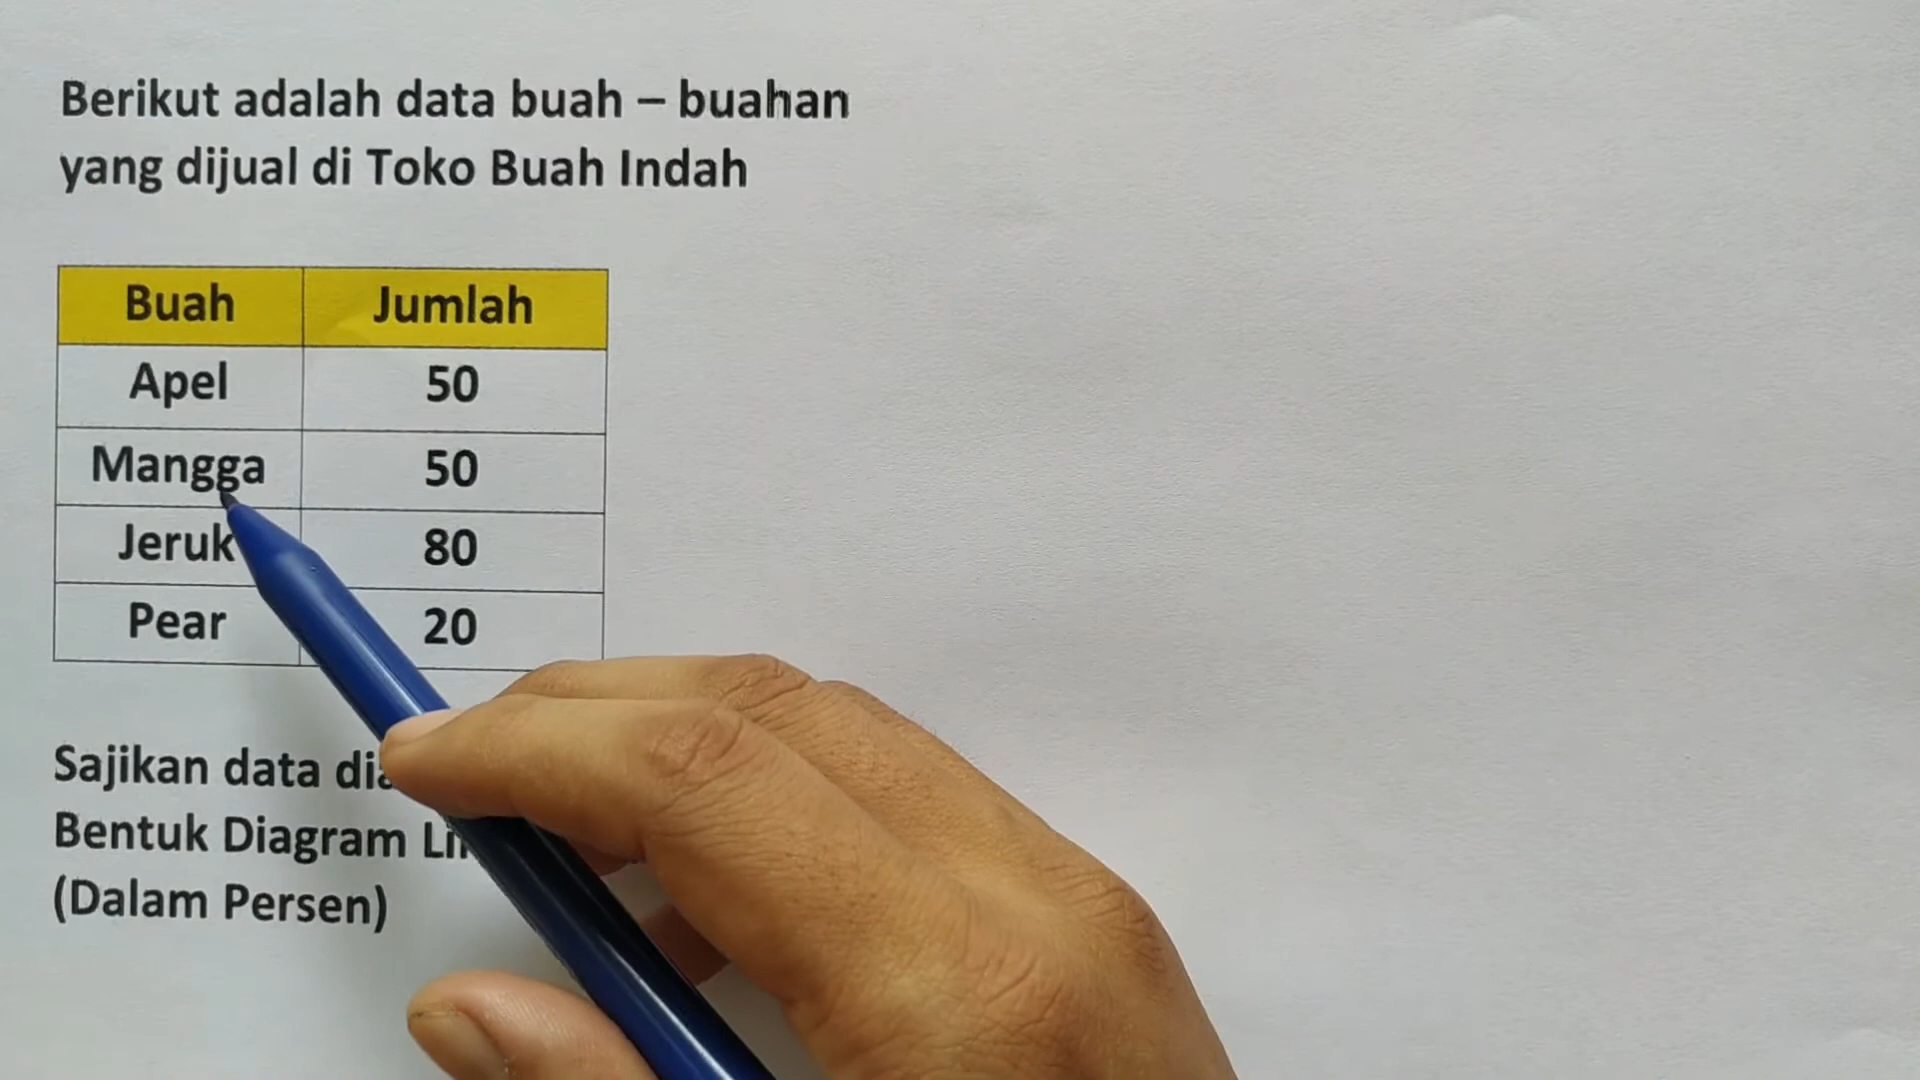 Berikut adalah data buah – buahan
yang dijual di Toko Buah Indah
Buah Jumlah
Apel 50
Mangga 50
Jeruk 80
Pear 20
Sajikan data
Bentuk Diagram
(Dalam Persen)